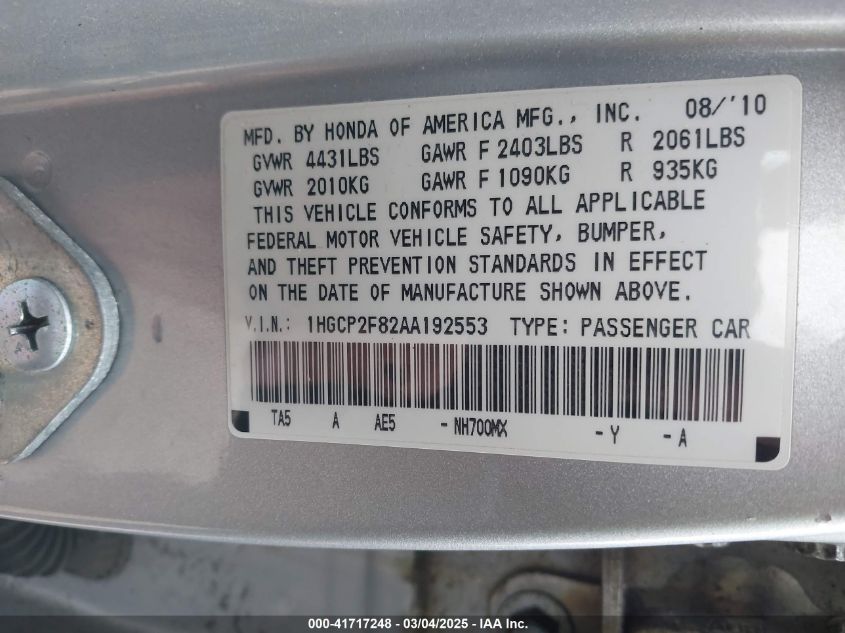 MFD. BY HONDA OF AMERICA MFG., INC. 08/'10
GVWR 4431LBS GAWR F 2403LBS R 2061LBS
GVWR 2010KG GAWR F 1090KG R 935KG
THIS VEHICLE CONFORMS TO ALL APPLICABLE
FEDERAL MOTOR VEHICLE SAFETY, BUMPER,
AND THEFT PREVENTION STANDARDS IN EFFECT
ON THE DATE OF MANUFACTURE SHOWN ABOVE.
V.I.N.: 1HGCP2F82AA192553 TYPE: PASSENGER CAR
TA5 A AE5 -NH700MX -Y -A
000-41717248 - 03/04/2025 - IAA Inc.